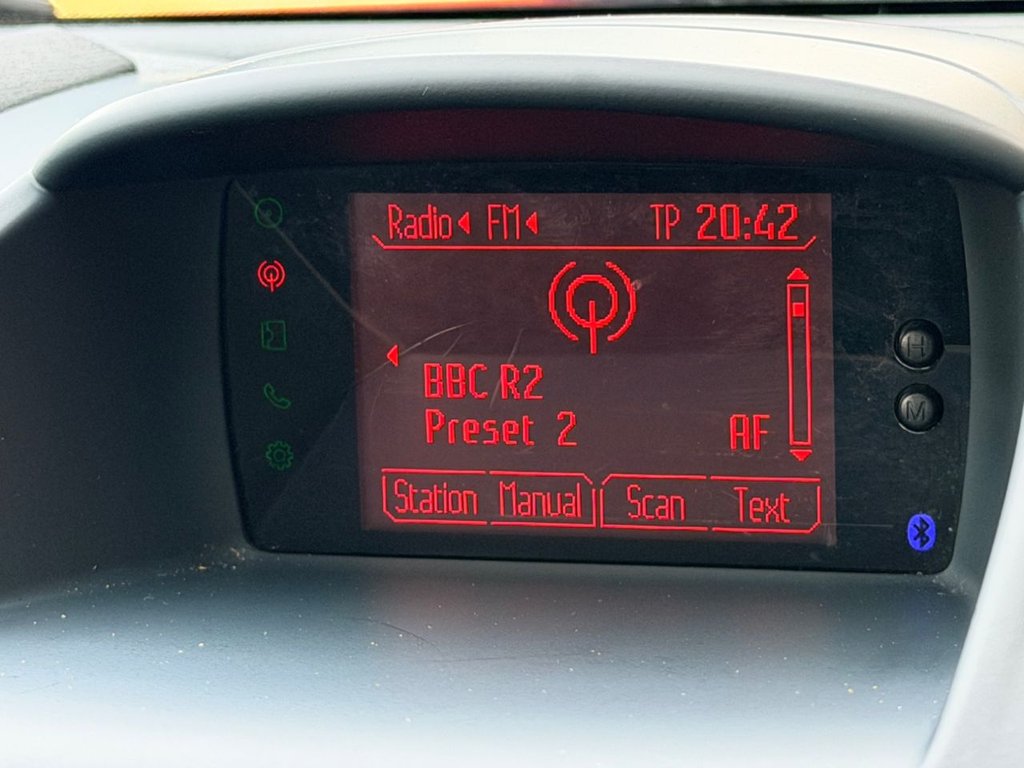 Radio FM TP 20:42
BBC R2
Preset 2 AF
Station Manual Scan Text
H
M